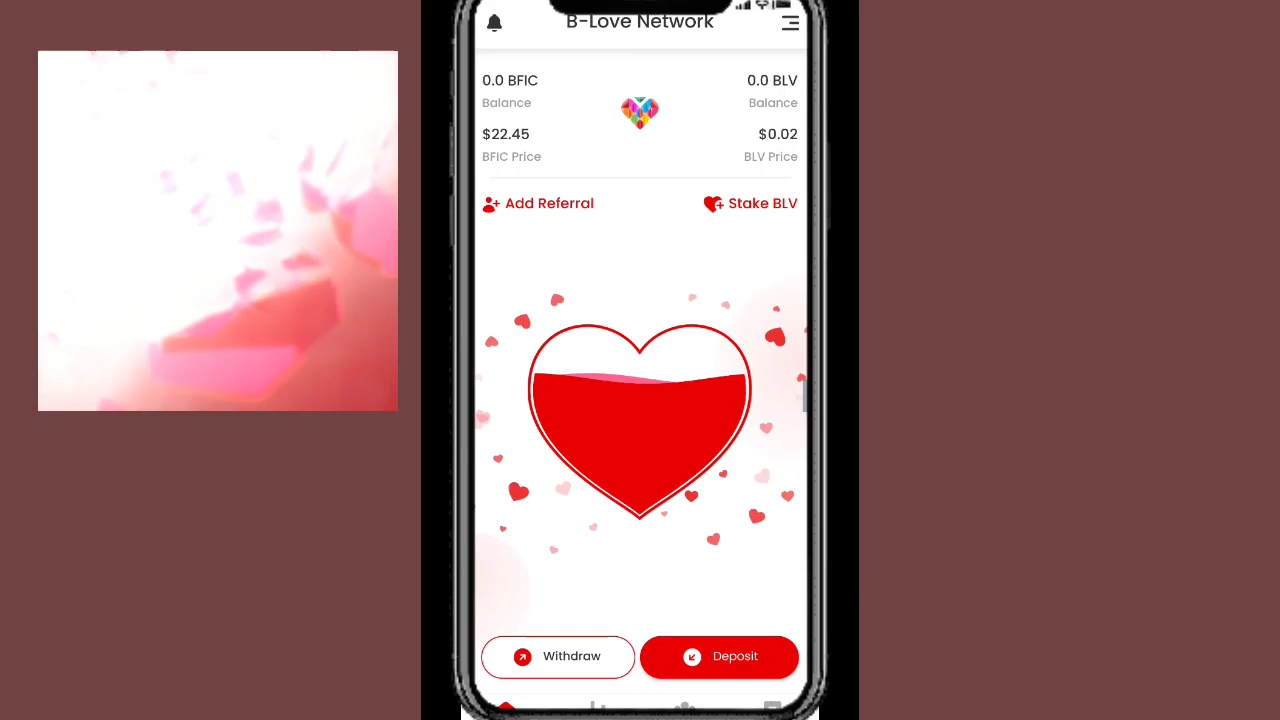 B-Love Network
0.0 BFIC
0.0 BLV
Balance
Balance
$22.45
$0.02
BFIC Price
BLV Price
Add Referral
Stake BLV
Withdraw
Deposit